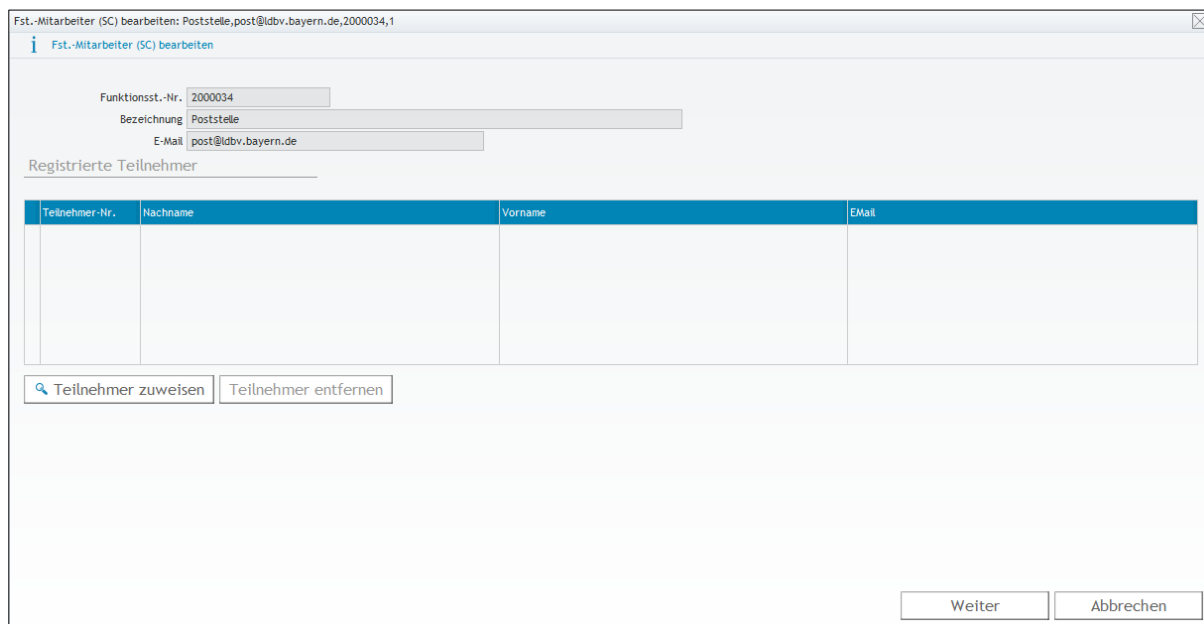 Fst.-Mitarbeiter (SC) bearbeiten: Poststelle,post@ldbv.bayern.de,2000034,1
i Fst.-Mitarbeiter (SC) bearbeiten
Funktionsst.-Nr. 2000034
Bezeichnung Poststelle
E-Mail post@ldbv.bayern.de
Registrierte Teilnehmer
Teilnehmer-Nr. Nachname Vorname EMail
Teilnehmer zuweisen Teilnehmer entfernen
Weiter Abbrechen